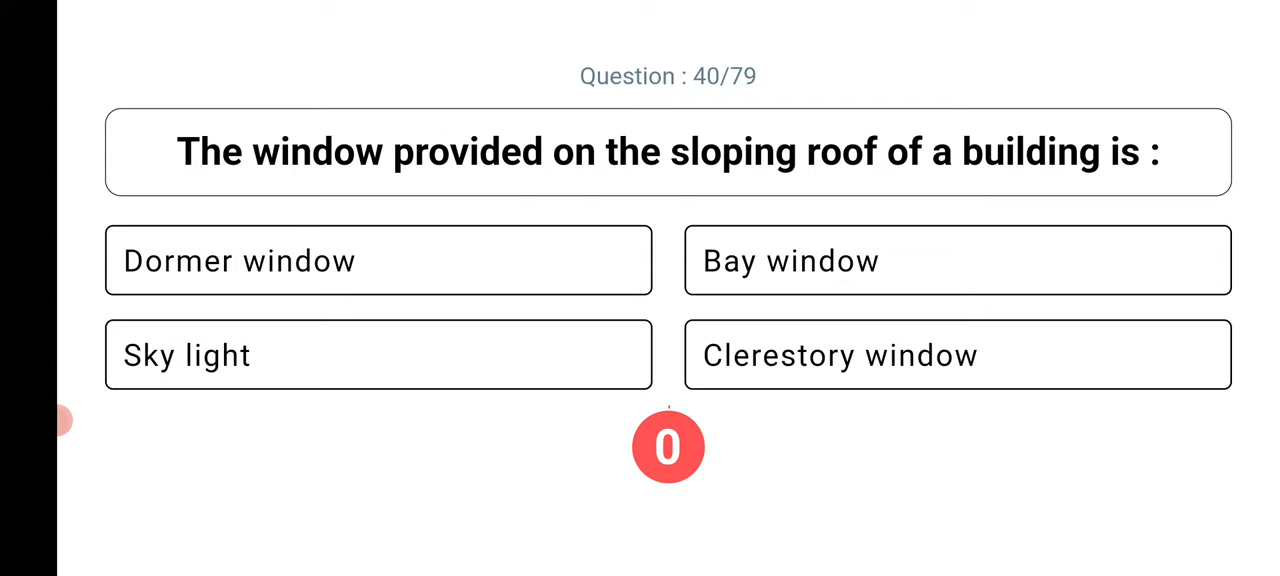 Question : 40/79
The window provided on the sloping roof of a building is :
Dormer window
Bay window
Sky light
Clerestory window
0